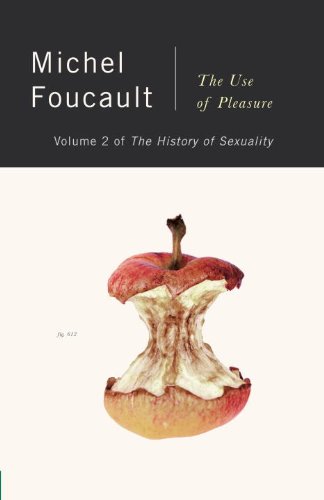 Michel
Foucault
The Use
of Pleasure
Volume 2 of The History of Sexuality
fig. 612